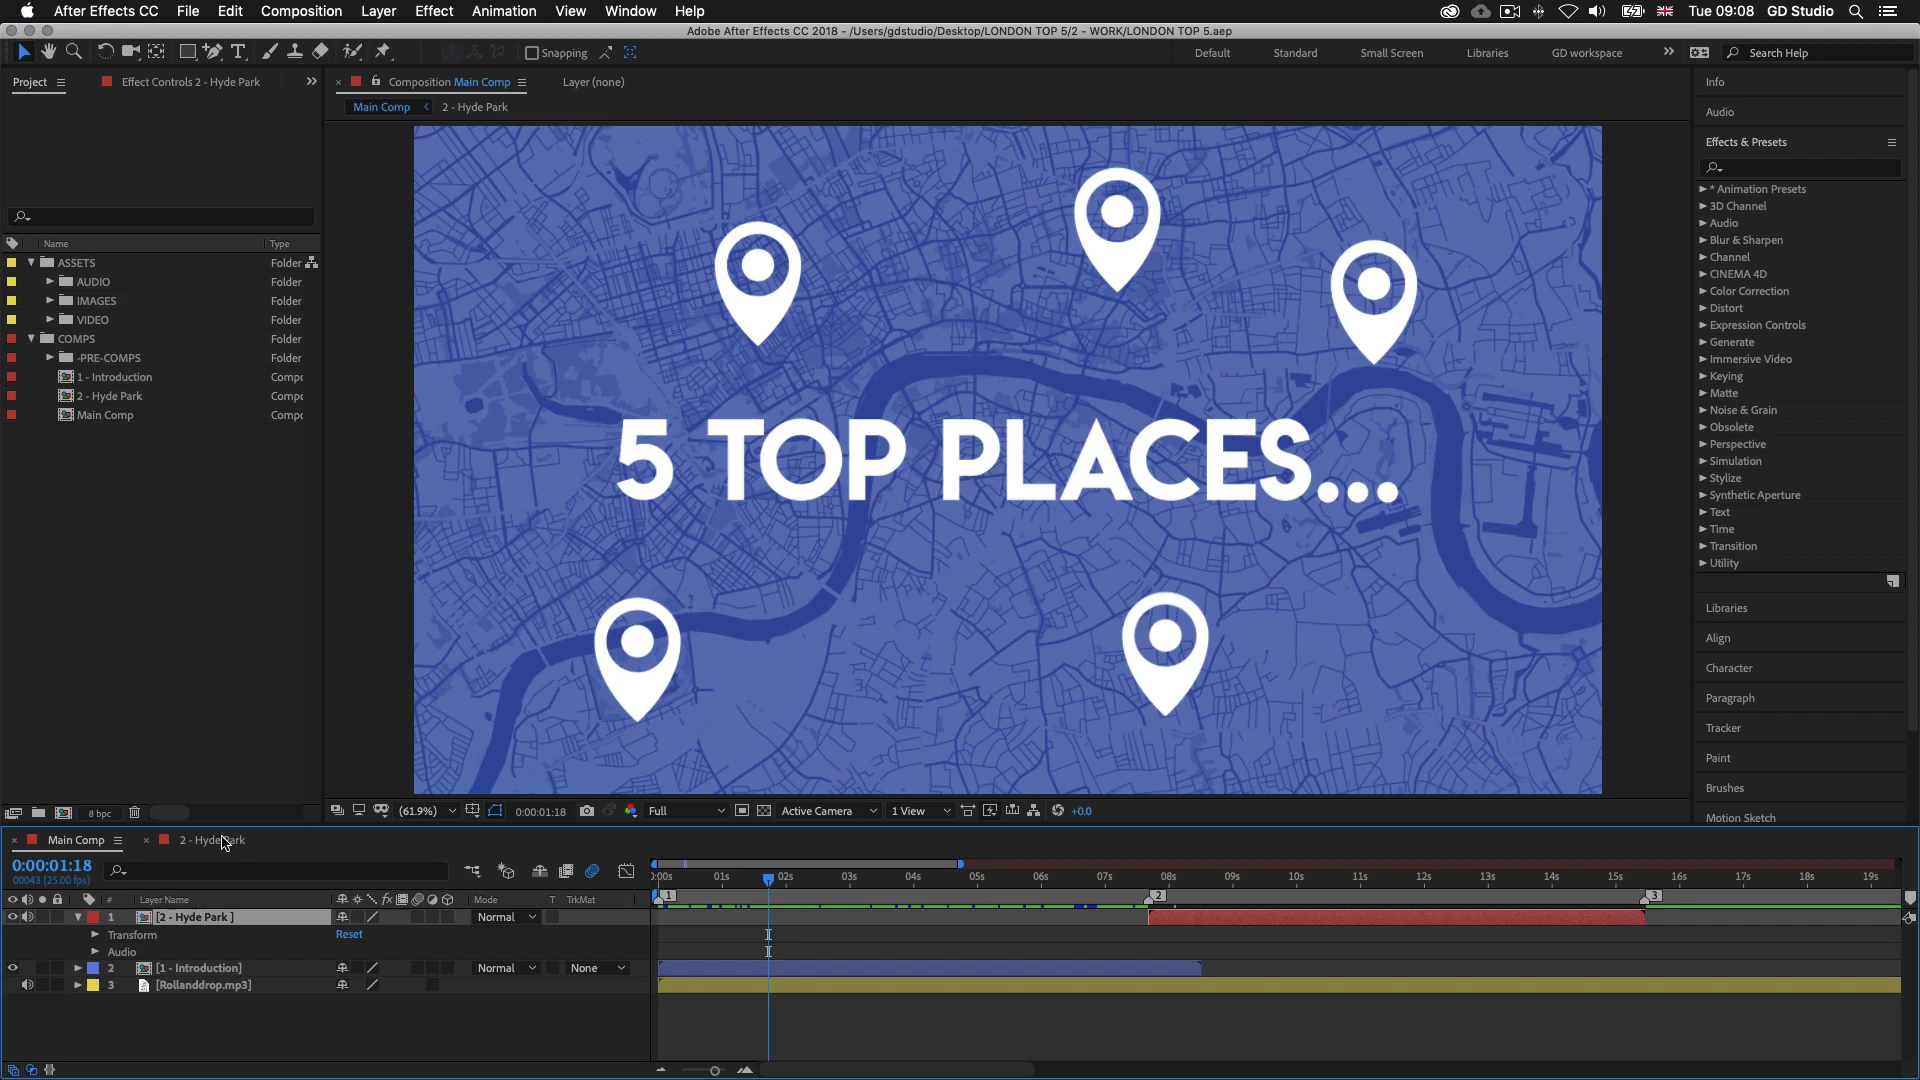 After Effects CC File Edit Composition Layer Effect Animation View Window Help Tue 09:08 GD Studio
Adobe After Effects CC 2018 - /Users/gdstudio/Desktop/LONDON TOP 5/2 - WORK/LONDON TOP 5.aep
Snapping Default Standard Small Screen Libraries GD workspace Search Help
Project Effect Controls 2 - Hyde Park Composition Main Comp Layer (none)
Main Comp 2 - Hyde Park
Info
Audio
Effects & Presets
* Animation Presets
3D Channel
Audio
Blur & Sharpen
Channel
CINEMA 4D
Color Correction
Distort
Expression Controls
Generate
Immersive Video
Keying
Matte
Noise & Grain
Obsolete
Perspective
Simulation
Stylize
Synthetic Aperture
Text
Time
Transition
Utility
Libraries
Align
Character
Paragraph
Tracker
Paint
Brushes
Motion Sketch
Name Type
ASSETS Folder
AUDIO Folder
IMAGES Folder
VIDEO Folder
COMPS Folder
-PRE-COMPS Folder
1 - Introduction Compo
2 - Hyde Park Compo
Main Comp Compo
5 TOP PLACES...
8 bpc (61.9%) 0:00:01:18 Full Active Camera 1 View +0.0
Main Comp 2 - Hyde Park
0:00:01:18
00043 (25.00 fps)
0:00s 01s 02s 03s 04s 05s 06s 07s 08s 09s 10s 11s 12s 13s 14s 15s 16s 17s 18s 19s
# Layer Name fx Mode T TrkMat 1 2 3
1 [2 - Hyde Park ] Normal
Transform Reset
Audio
2 [1 - Introduction] Normal None
3 [Rollanddrop.mp3]